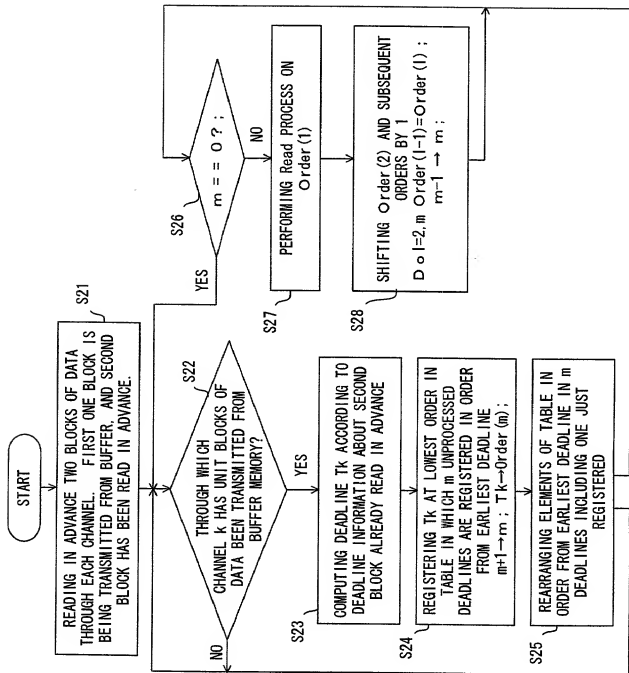 START
S21
READING IN ADVANCE TWO BLOCKS OF DATA
THROUGH EACH CHANNEL. FIRST ONE BLOCK IS
BEING TRANSMITTED FROM BUFFER, AND SECOND
BLOCK HAS BEEN READ IN ADVANCE.
S22
THROUGH WHICH
CHANNEL k HAS UNIT BLOCKS OF
DATA BEEN TRANSMITTED FROM
BUFFER MEMORY?
NO
YES
S23
COMPUTING DEADLINE Tk ACCORDING TO
DEADLINE INFORMATION ABOUT SECOND
BLOCK ALREADY READ IN ADVANCE
S24
REGISTERING Tk AT LOWEST ORDER IN
TABLE IN WHICH m UNPROCESSED
DEADLINES ARE REGISTERED IN ORDER
FROM EARLIEST DEADLINE
m+1→m ; Tk→Order(m);
S25
REARRANGING ELEMENTS OF TABLE IN
ORDER FROM EARLIEST DEADLINE IN m
DEADLINES INCLUDING ONE JUST
REGISTERED
S26
m = = 0? ;
YES
NO
S27
PERFORMING Read PROCESS ON
Order(1)
S28
SHIFTING Order(2) AND SUBSEQUENT
ORDERS BY 1
Do l=2,m Order(l-1)=Order(l) ;
m-1 → m ;